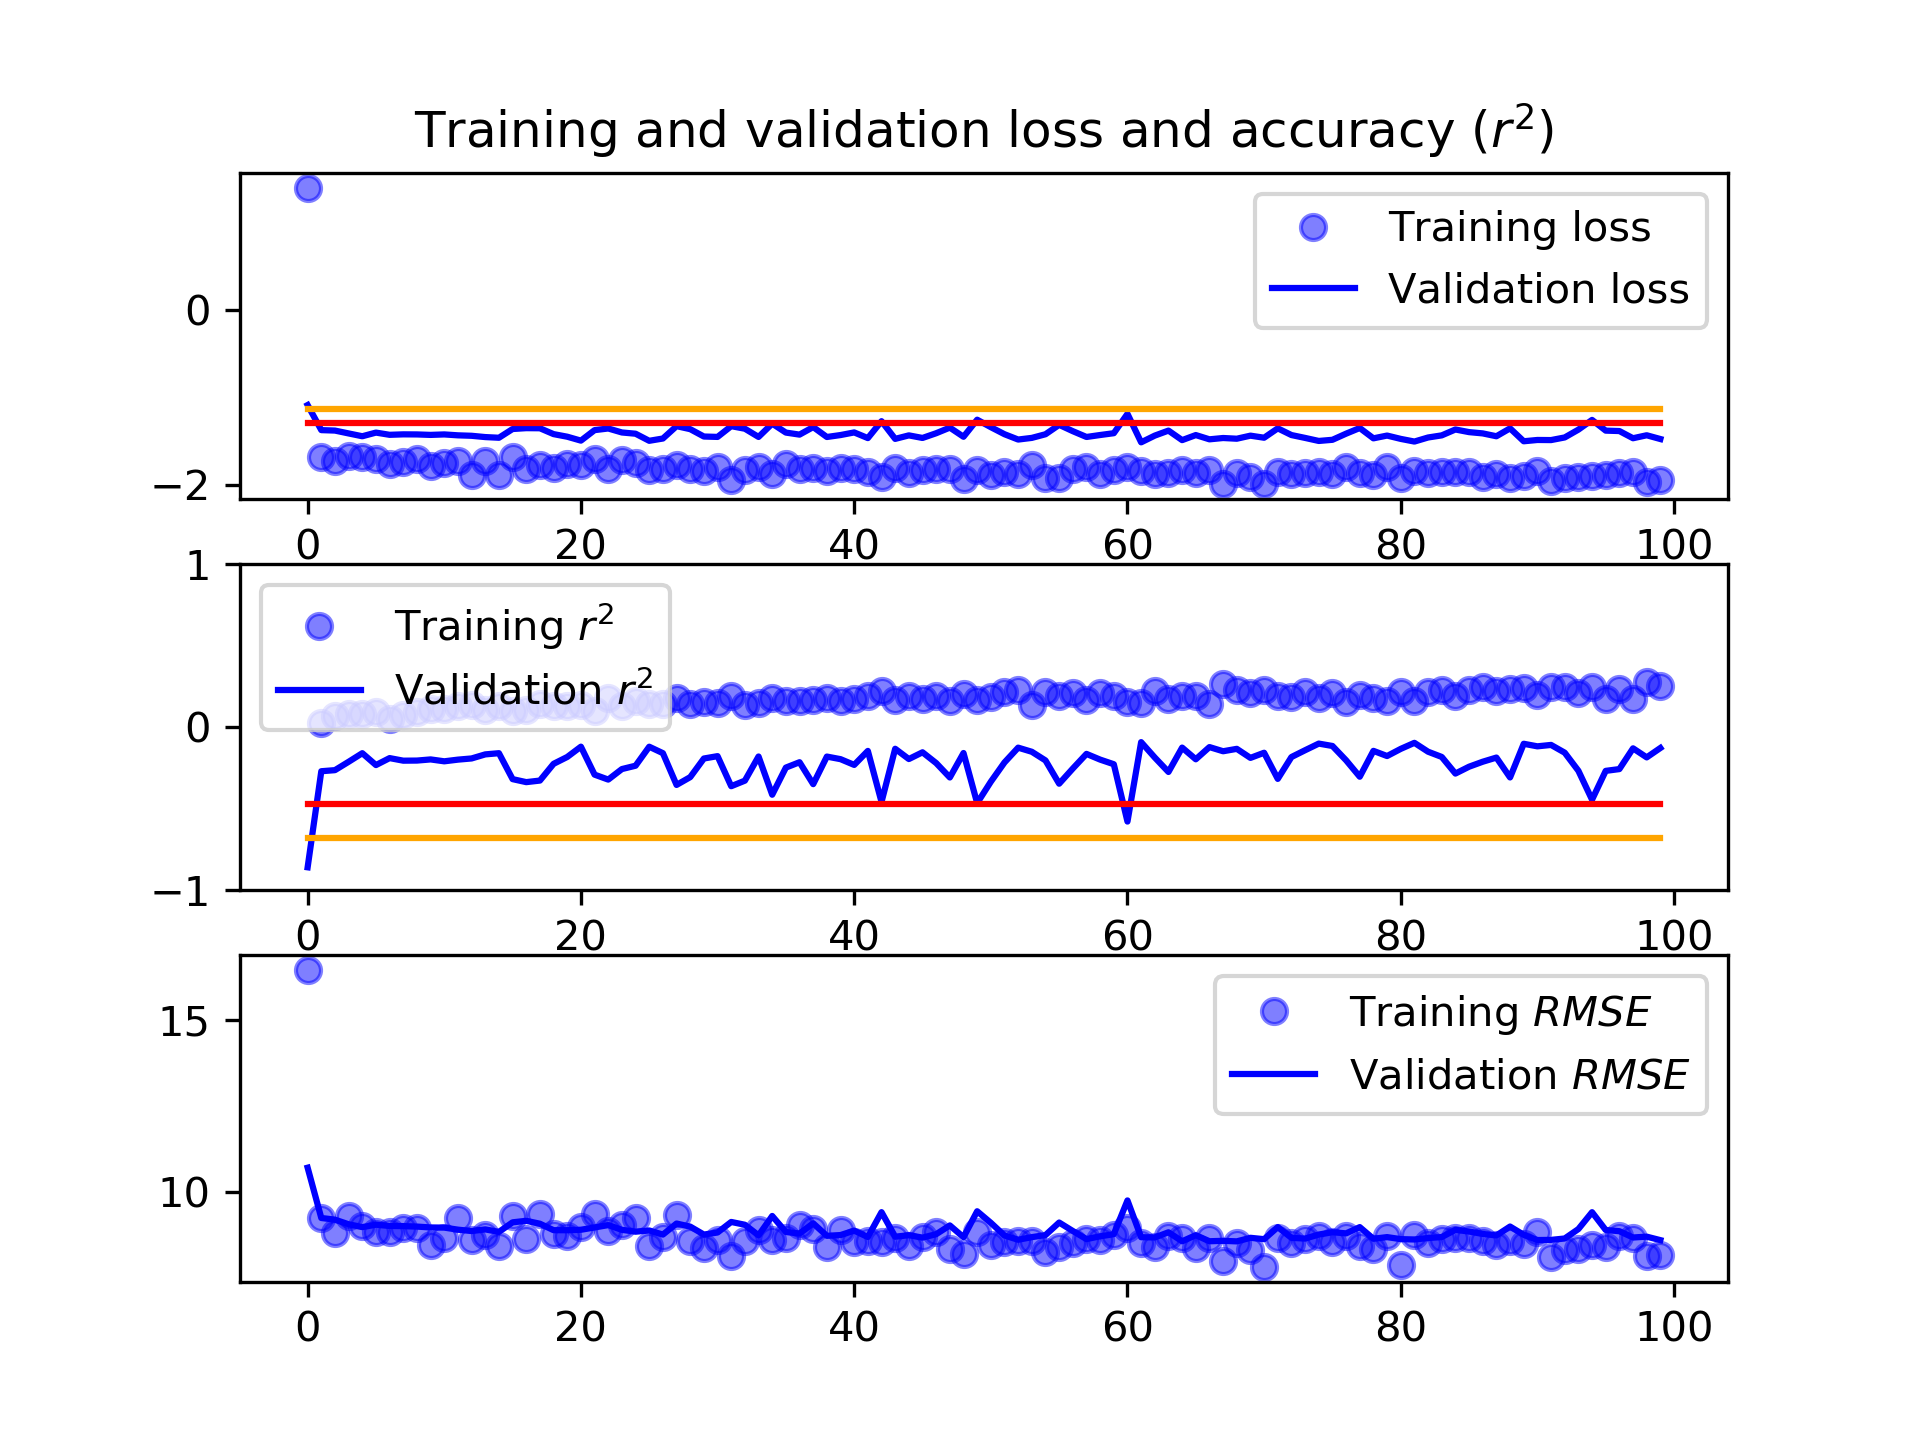 Training and validation loss and accuracy (r²)
Training loss
Validation loss
0
−2
0 20 40 60 80 100
1
Training r²
Validation r²
0
−1
0 20 40 60 80 100
Training RMSE
15
Validation RMSE
10
0 20 40 60 80 100